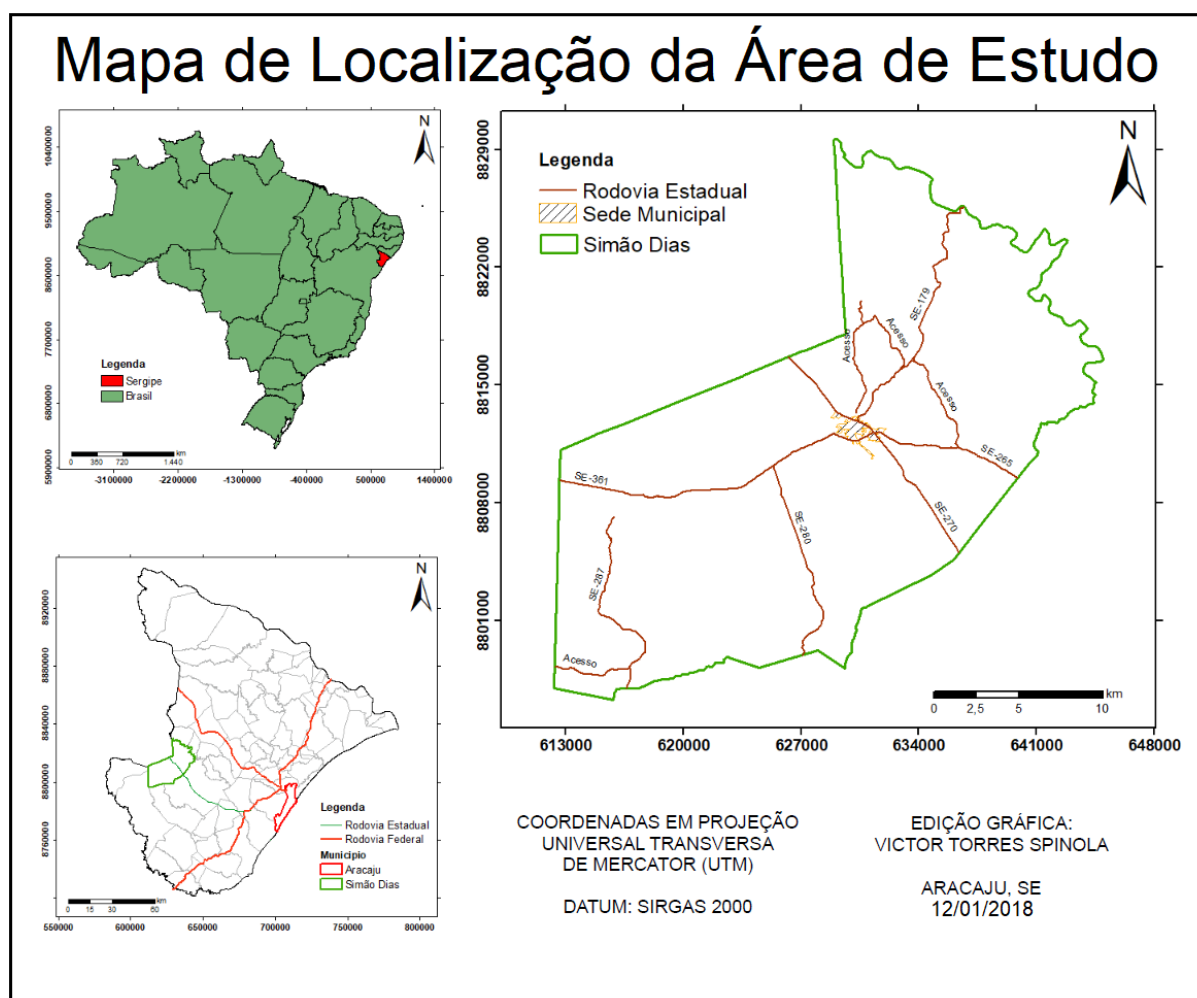 Mapa de Localização da Área de Estudo
N
10400000
9500000
8600000
7700000
6800000
5900000
Legenda
Sergipe
Brasil
km
0 360 720 1.440
-3100000 -2200000 -1300000 -400000 500000 1400000
N
8920000
8880000
8840000
8800000
8760000
Legenda
Rodovia Estadual
Rodovia Federal
Municipio
Aracaju
Simão Dias
km
0 15 30 60
550000 600000 650000 700000 750000 800000
N
8829000
8822000
8815000
8808000
8801000
Legenda
Rodovia Estadual
Sede Municipal
Simão Dias
SE-179
Acesso
Acesso
Acesso
SE-265
SE-361
SE-270
SE-280
SE-287
Acesso
km
0 2,5 5 10
613000 620000 627000 634000 641000 648000
COORDENADAS EM PROJEÇÃO
UNIVERSAL TRANSVERSA
DE MERCATOR (UTM)
DATUM: SIRGAS 2000
EDIÇÃO GRÁFICA:
VICTOR TORRES SPINOLA
ARACAJU, SE
12/01/2018